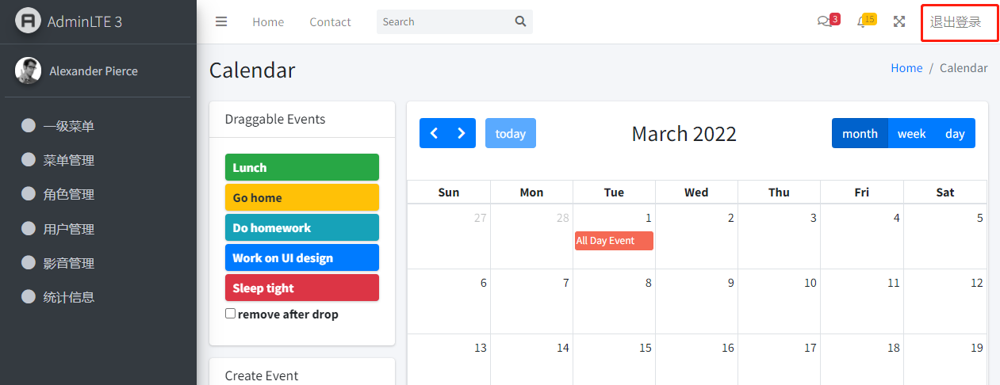 AdminLTE 3
Alexander Pierce
一级菜单
菜单管理
角色管理
用户管理
影音管理
统计信息
Home Contact Search 3 15 退出登录
Calendar
Home / Calendar
Draggable Events
Lunch
Go home
Do homework
Work on UI design
Sleep tight
remove after drop
Create Event
today March 2022 month week day
Sun Mon Tue Wed Thu Fri Sat
27 28 1 2 3 4 5
All Day Event
6 7 8 9 10 11 12
13 14 15 16 17 18 19